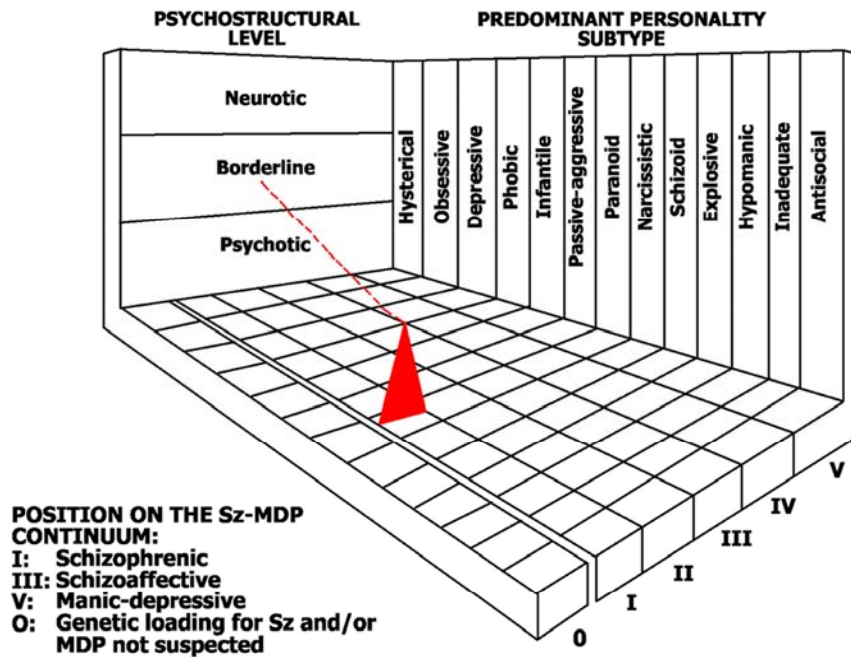 PSYCHOSTRUCTURAL
LEVEL
PREDOMINANT PERSONALITY
SUBTYPE
Neurotic
Borderline
Psychotic
Hysterical
Obsessive
Depressive
Phobic
Infantile
Passive-aggressive
Paranoid
Narcissistic
Schizoid
Explosive
Hypomanic
Inadequate
Antisocial
V
IV
III
II
I
0
POSITION ON THE Sz-MDP
CONTINUUM:
I: Schizophrenic
III: Schizoaffective
V: Manic-depressive
O: Genetic loading for Sz and/or
MDP not suspected